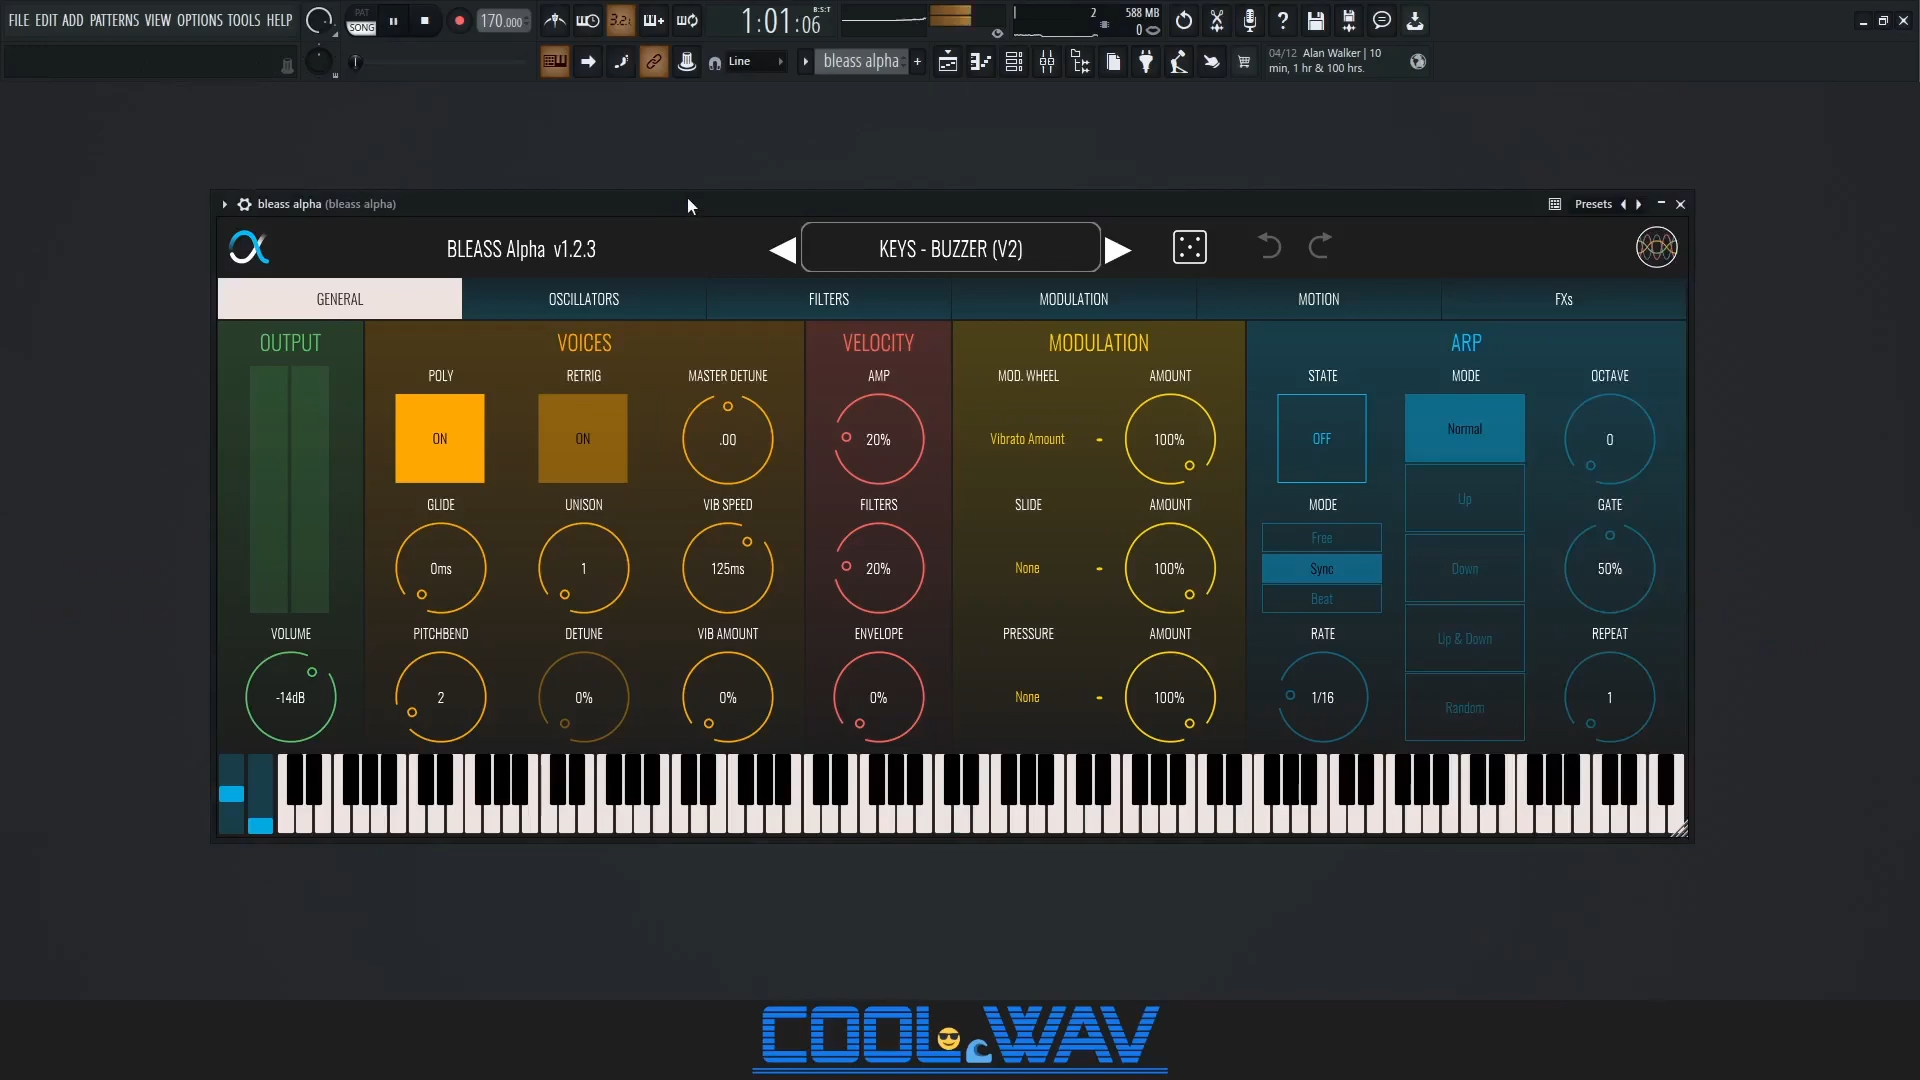 FILE EDIT ADD PATTERNS VIEW OPTIONS TOOLS HELP
PAT
SONG
170.000
3.2.
1:01:06
B:S:T
2
588 MB
0
Line
bleass alpha
+
04/12 Alan Walker | 10
min, 1 hr & 100 hrs.
bleass alpha (bleass alpha)
Presets
BLEASS Alpha v1.2.3
KEYS - BUZZER (V2)
GENERAL
OSCILLATORS
FILTERS
MODULATION
MOTION
FXs
OUTPUT
VOICES
VELOCITY
MODULATION
ARP
POLY
RETRIG
MASTER DETUNE
AMP
MOD. WHEEL
AMOUNT
STATE
MODE
OCTAVE
ON
ON
.00
20%
Vibrato Amount
100%
OFF
Normal
0
GLIDE
UNISON
VIB SPEED
FILTERS
SLIDE
AMOUNT
MODE
Up
GATE
0ms
1
125ms
20%
None
100%
Free
Sync
Beat
Down
50%
VOLUME
PITCHBEND
DETUNE
VIB AMOUNT
ENVELOPE
PRESSURE
AMOUNT
RATE
Up & Down
REPEAT
-14dB
2
0%
0%
0%
None
100%
1/16
Random
1
COOL WAV